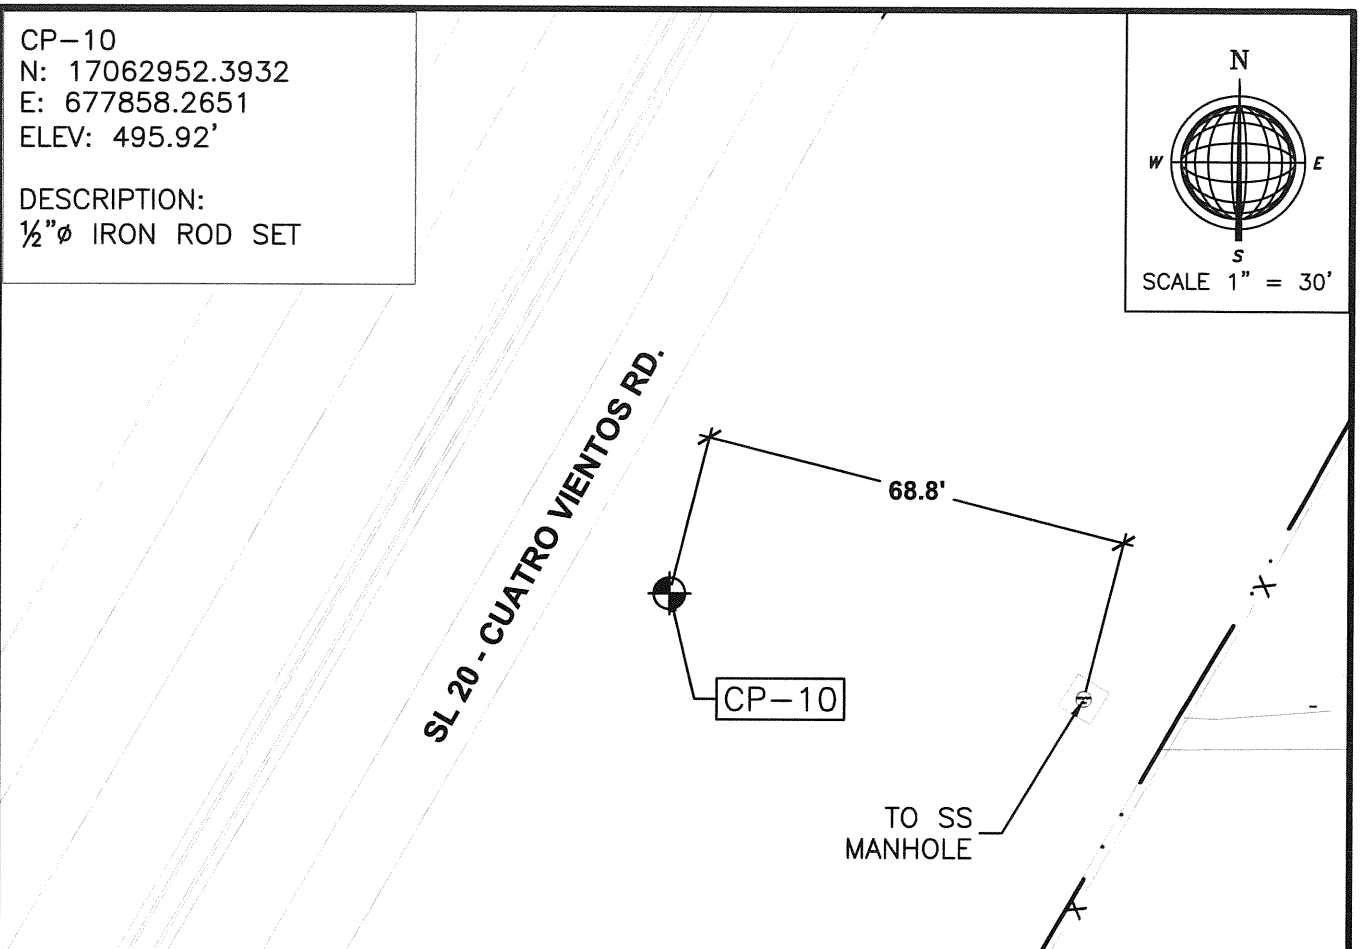 CP-10
N: 17062952.3932
E: 677858.2651
ELEV: 495.92'
DESCRIPTION:
½"ø IRON ROD SET
N
W
E
S
SCALE 1" = 30'
SL 20 - CUATRO VIENTOS RD.
68.8'
CP-10
TO SS
MANHOLE
X
X